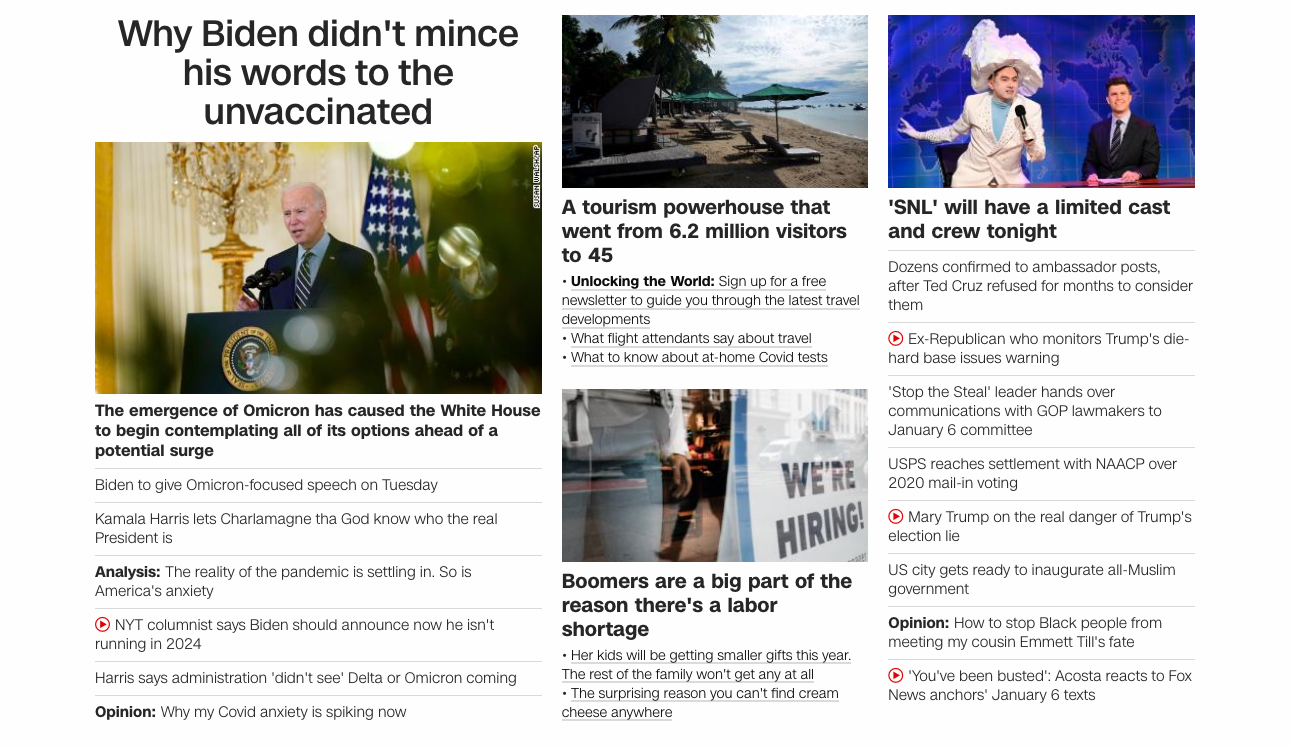 Why Biden didn't mince
his words to the
unvaccinated
SUSAN WALSH/AP
The emergence of Omicron has caused the White House
to begin contemplating all of its options ahead of a
potential surge
Biden to give Omicron-focused speech on Tuesday
Kamala Harris lets Charlamagne tha God know who the real
President is
Analysis: The reality of the pandemic is settling in. So is
America's anxiety
NYT columnist says Biden should announce now he isn't
running in 2024
Harris says administration 'didn't see' Delta or Omicron coming
Opinion: Why my Covid anxiety is spiking now
A tourism powerhouse that
went from 6.2 million visitors
to 45
• Unlocking the World: Sign up for a free
newsletter to guide you through the latest travel
developments
• What flight attendants say about travel
• What to know about at-home Covid tests
WE'RE
HIRING!
Boomers are a big part of the
reason there's a labor
shortage
• Her kids will be getting smaller gifts this year.
The rest of the family won't get any at all
• The surprising reason you can't find cream
cheese anywhere
'SNL' will have a limited cast
and crew tonight
Dozens confirmed to ambassador posts,
after Ted Cruz refused for months to consider
them
Ex-Republican who monitors Trump's die-
hard base issues warning
'Stop the Steal' leader hands over
communications with GOP lawmakers to
January 6 committee
USPS reaches settlement with NAACP over
2020 mail-in voting
Mary Trump on the real danger of Trump's
election lie
US city gets ready to inaugurate all-Muslim
government
Opinion: How to stop Black people from
meeting my cousin Emmett Till's fate
'You've been busted': Acosta reacts to Fox
News anchors' January 6 texts